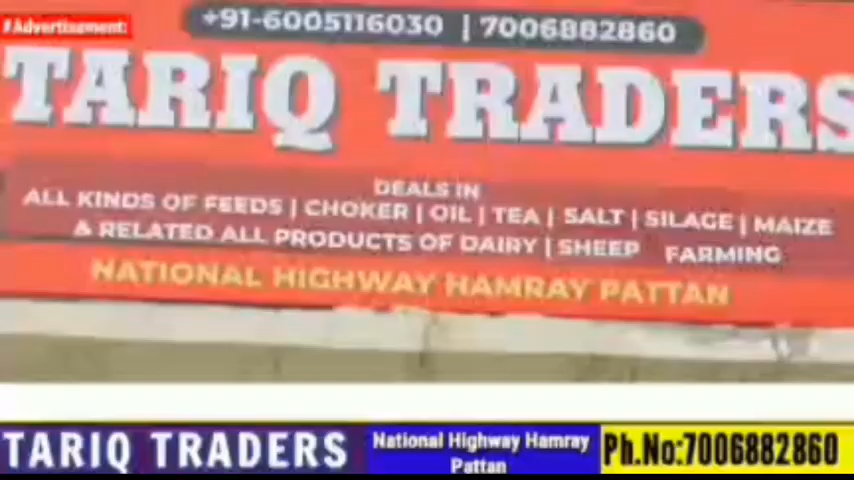 #Advertisement:
+91-6005116030 | 7006882860
TARIQ TRADERS
DEALS IN
ALL KINDS OF FEEDS | CHOKER | OIL | TEA | SALT | SILAGE | MAIZE
& RELATED ALL PRODUCTS OF DAIRY | SHEEP FARMING
NATIONAL HIGHWAY HAMRAY PATTAN
TARIQ TRADERS
National Highway Hamray
Pattan
Ph.No:7006882860